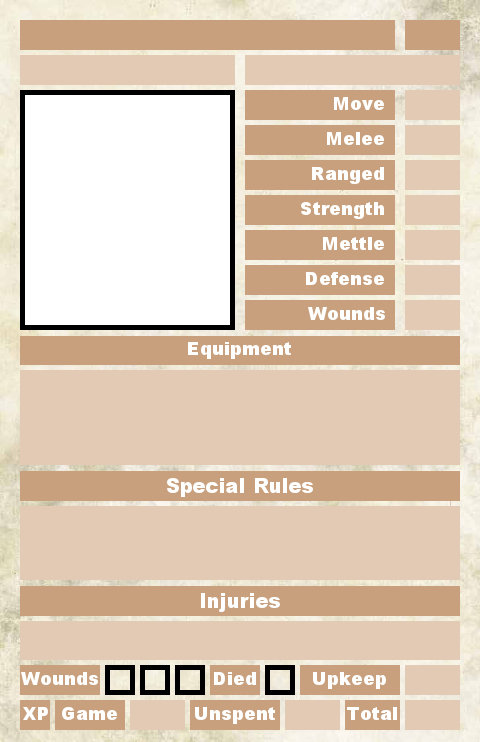 Move
Melee
Ranged
Strength
Mettle
Defense
Wounds
Equipment
Special Rules
Injuries
Wounds Died Upkeep
XP Game Unspent Total